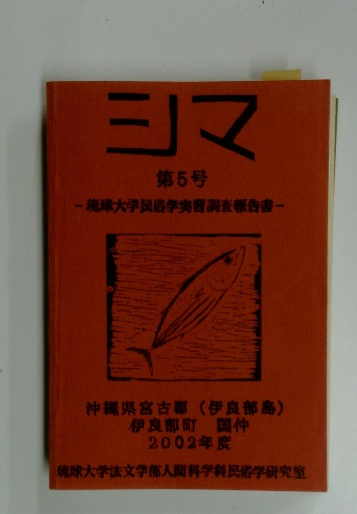 シマ
第5号
−琉球大学民俗学実習調査報告書−
沖縄県宮古郡（伊良部島）
伊良部町　国仲
2002年度
琉球大学法文学部人間科学科民俗学研究室